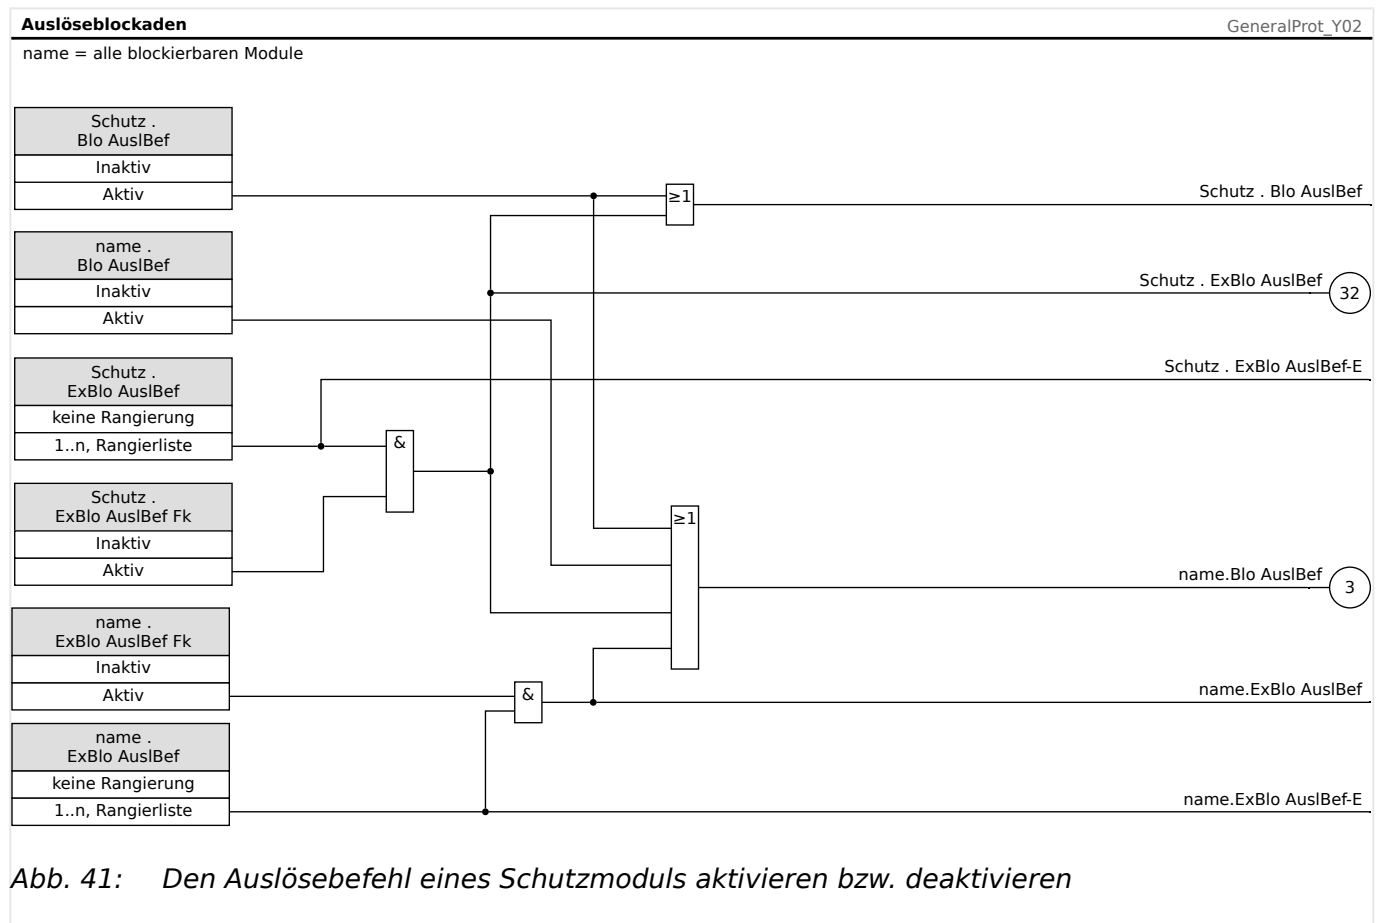 Auslöseblockaden
GeneralProt_Y02
name = alle blockierbaren Module
Schutz .
Blo AuslBef
Inaktiv
Aktiv
≥1
Schutz . Blo AuslBef
name .
Blo AuslBef
Inaktiv
Aktiv
Schutz . ExBlo AuslBef
32
Schutz .
ExBlo AuslBef
keine Rangierung
1..n, Rangierliste
&
Schutz . ExBlo AuslBef-E
Schutz .
ExBlo AuslBef Fk
Inaktiv
Aktiv
≥1
name.Blo AuslBef
3
name .
ExBlo AuslBef Fk
Inaktiv
Aktiv
&
name.ExBlo AuslBef
name .
ExBlo AuslBef
keine Rangierung
1..n, Rangierliste
name.ExBlo AuslBef-E
Abb. 41: Den Auslösebefehl eines Schutzmoduls aktivieren bzw. deaktivieren